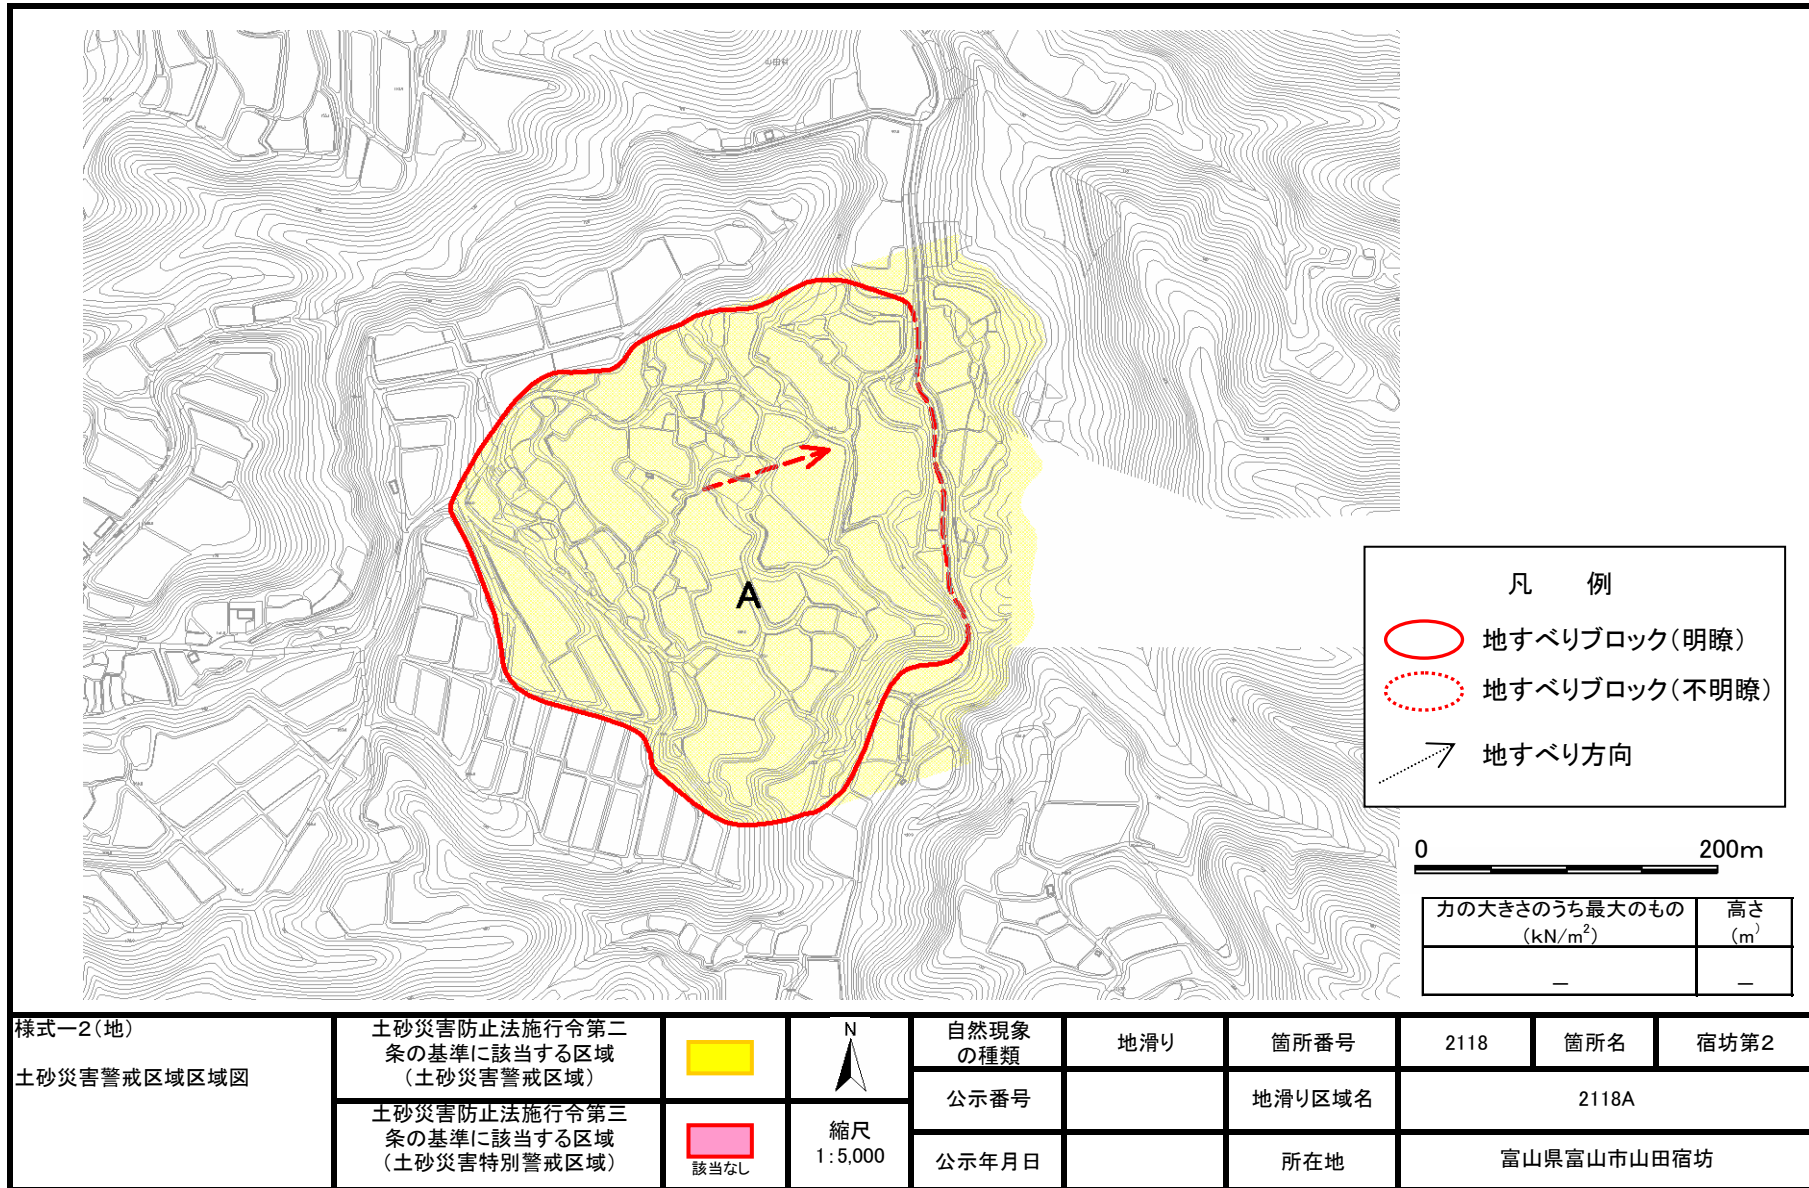 山田村
A
凡 例
地すべりブロック(明瞭)
地すべりブロック(不明瞭)
地すべり方向
0 200m
力の大きさのうち最大のもの
(kN/m²)
高さ
(m)
－
－
様式－2(地)
土砂災害警戒区域区域図
土砂災害防止法施行令第二
条の基準に該当する区域
(土砂災害警戒区域)
土砂災害防止法施行令第三
条の基準に該当する区域
(土砂災害特別警戒区域)
該当なし
N
縮尺
1:5,000
自然現象
の種類
地滑り
箇所番号
2118
箇所名
宿坊第2
公示番号
地滑り区域名
2118A
公示年月日
所在地
富山県富山市山田宿坊